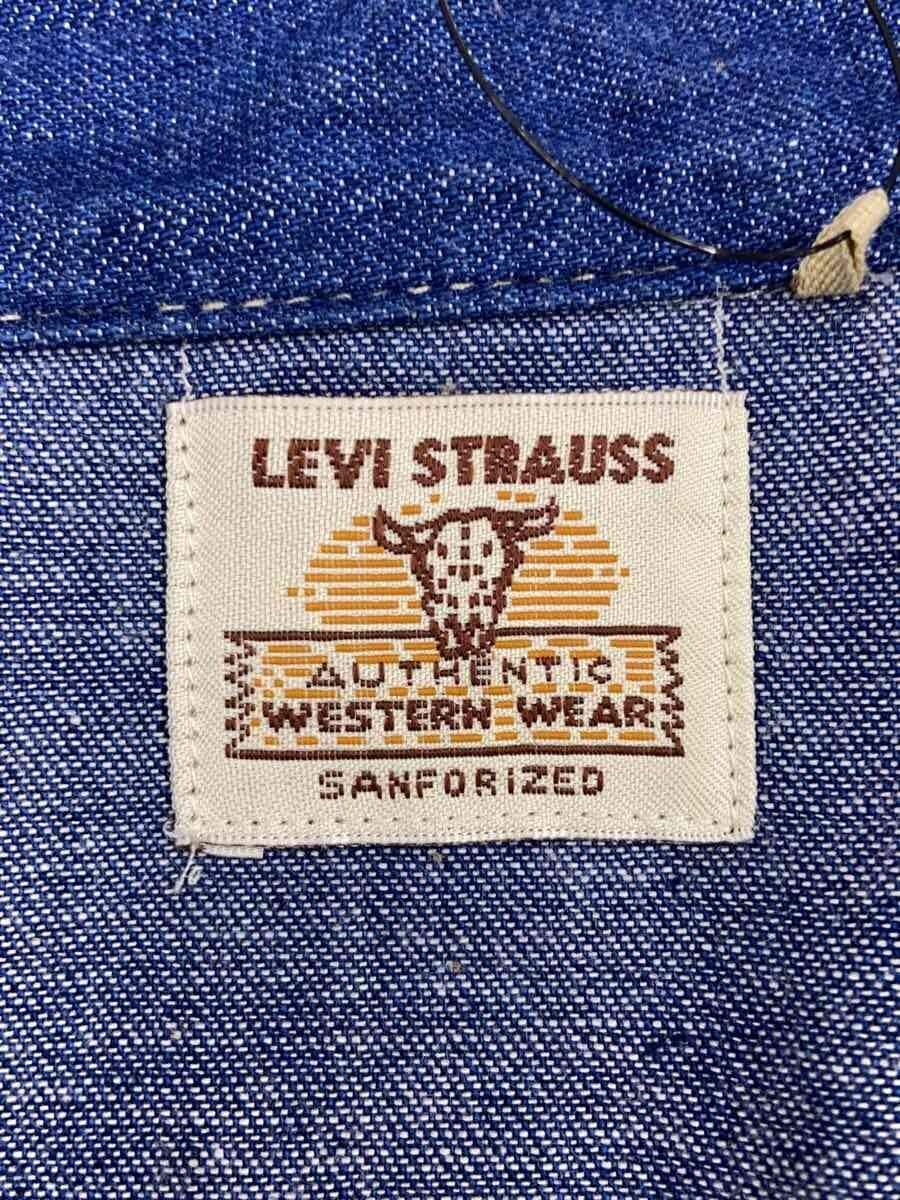 LEVI STRAUSS
AUTHENTIC
WESTERN WEAR
SANFORIZED